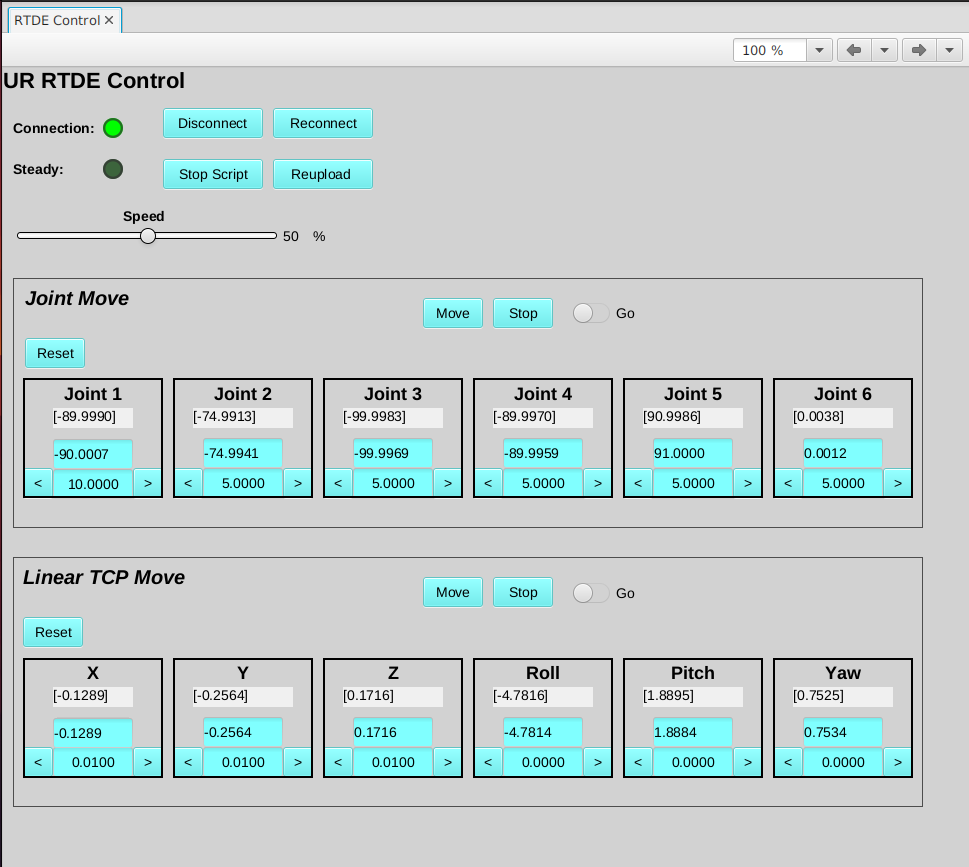 RTDE Control
100 %
UR RTDE Control
Connection: Disconnect Reconnect
Steady: Stop Script Reupload
Speed
50 %
Joint Move
Move Stop Go
Reset
Joint 1 Joint 2 Joint 3 Joint 4 Joint 5 Joint 6
[-89.9990] [-74.9913] [-99.9983] [-89.9970] [90.9986] [0.0038]
-90.0007 -74.9941 -99.9969 -89.9959 91.0000 0.0012
< 10.0000 > < 5.0000 > < 5.0000 > < 5.0000 > < 5.0000 > < 5.0000 >
Linear TCP Move
Move Stop Go
Reset
X Y Z Roll Pitch Yaw
[-0.1289] [-0.2564] [0.1716] [-4.7816] [1.8895] [0.7525]
-0.1289 -0.2564 0.1716 -4.7814 1.8884 0.7534
< 0.0100 > < 0.0100 > < 0.0100 > < 0.0000 > < 0.0000 > < 0.0000 >